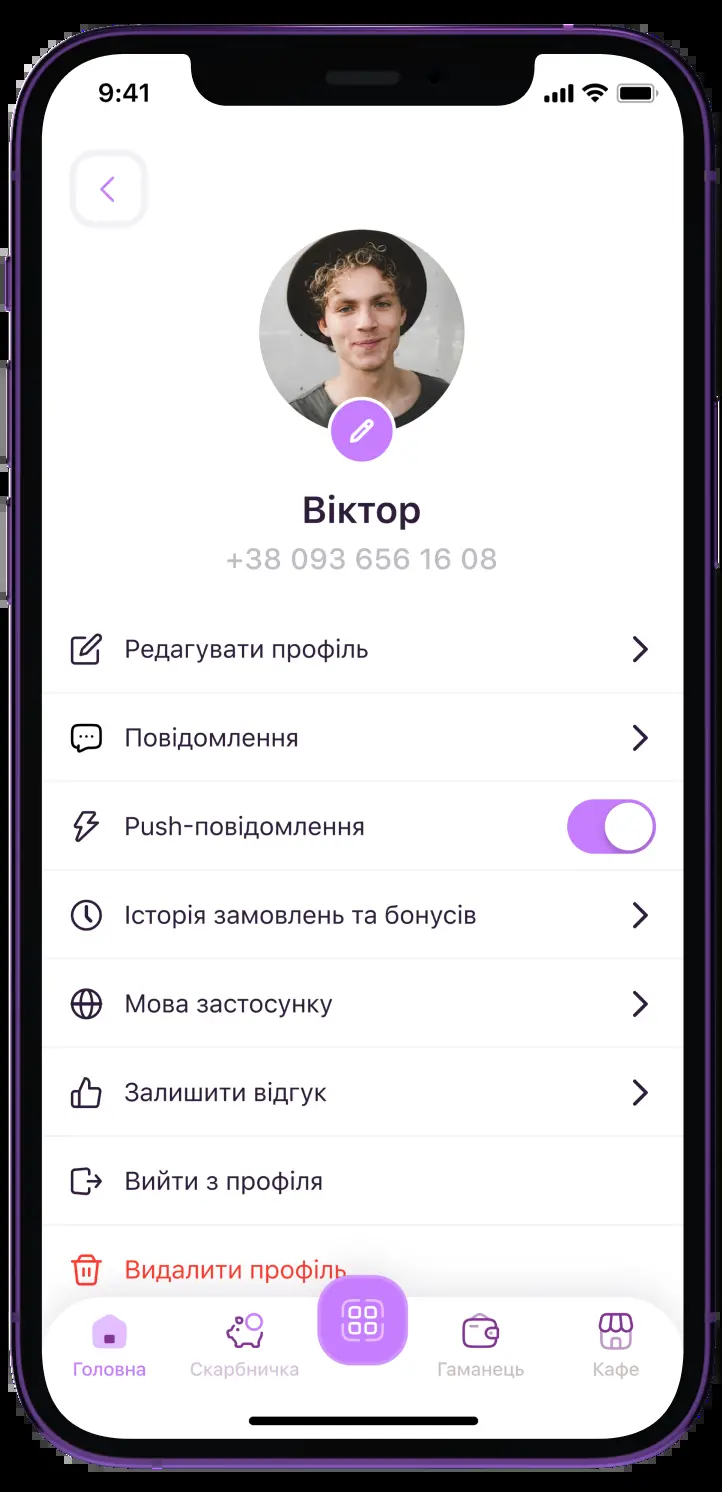 9:41
Віктор
+38 093 656 16 08
Редагувати профіль
Повідомлення
Push-повідомлення
Історія замовлень та бонусів
Мова застосунку
Залишити відгук
Вийти з профіля
Видалити профіль
Головна
Скарбничка
Гаманець
Кафе